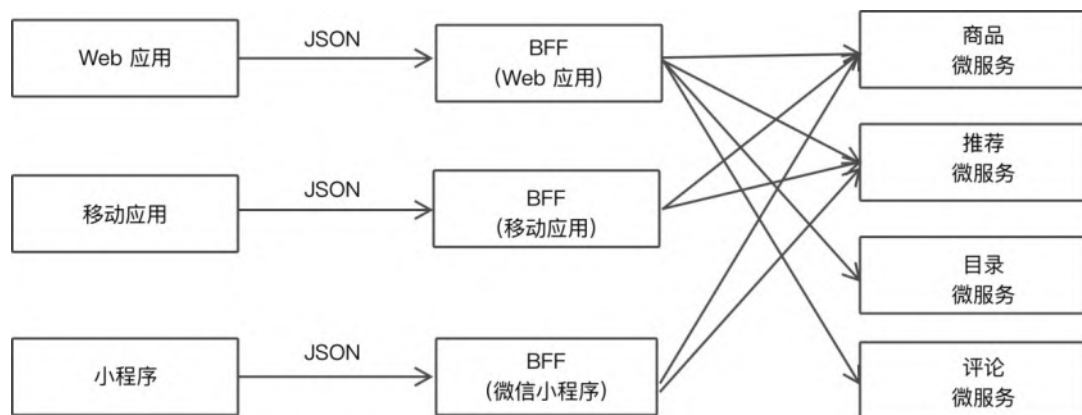 Web 应用
JSON
BFF
(Web 应用)
商品
微服务
移动应用
JSON
BFF
(移动应用)
推荐
微服务
目录
微服务
小程序
JSON
BFF
(微信小程序)
评论
微服务